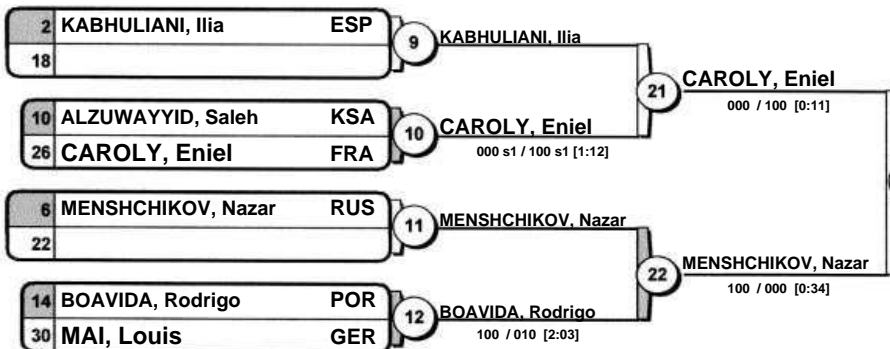 2 KABHULIANI, Ilia ESP
18
9
KABHULIANI, Ilia
10 ALZUWAYYID, Saleh KSA
26 CAROLY, Eniel FRA
10
CAROLY, Eniel
000 s1 / 100 s1 [1:12]
21
CAROLY, Eniel
000 / 100 [0:11]
6 MENSHCHIKOV, Nazar RUS
22
11
MENSHCHIKOV, Nazar
14 BOAVIDA, Rodrigo POR
30 MAI, Louis GER
12
BOAVIDA, Rodrigo
100 / 010 [2:03]
22
MENSHCHIKOV, Nazar
100 / 000 [0:34]